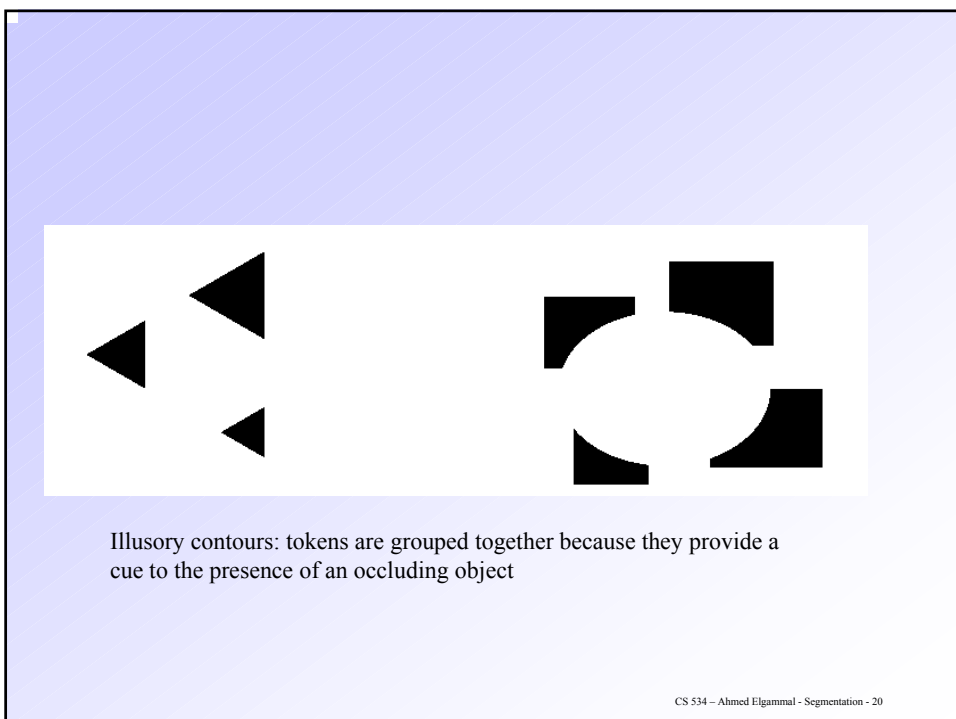 Illusory contours: tokens are grouped together because they provide a
cue to the presence of an occluding object
CS 534 – Ahmed Elgammal - Segmentation - 20